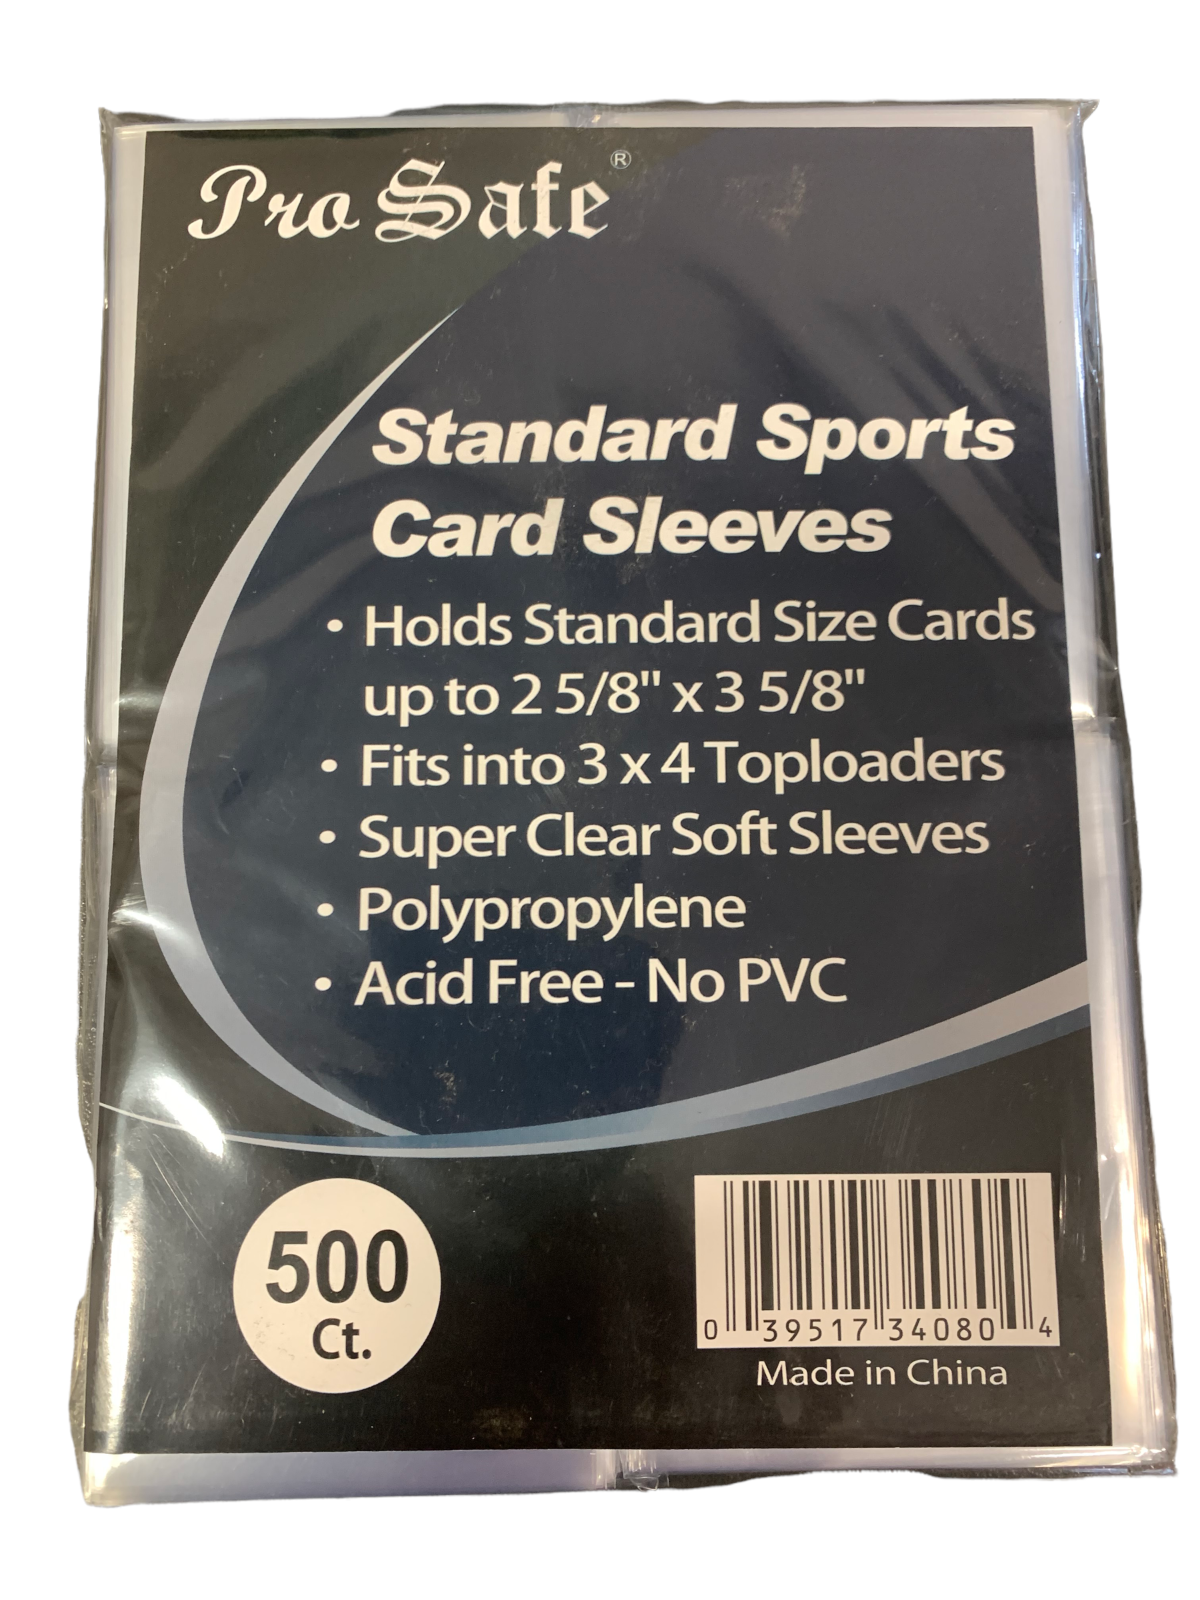 Pro Safe®
Standard Sports
Card Sleeves
• Holds Standard Size Cards
up to 2 5/8" x 3 5/8"
• Fits into 3 x 4 Toploaders
• Super Clear Soft Sleeves
• Polypropylene
• Acid Free - No PVC
500
Ct.
0 39517 34080 4
Made in China